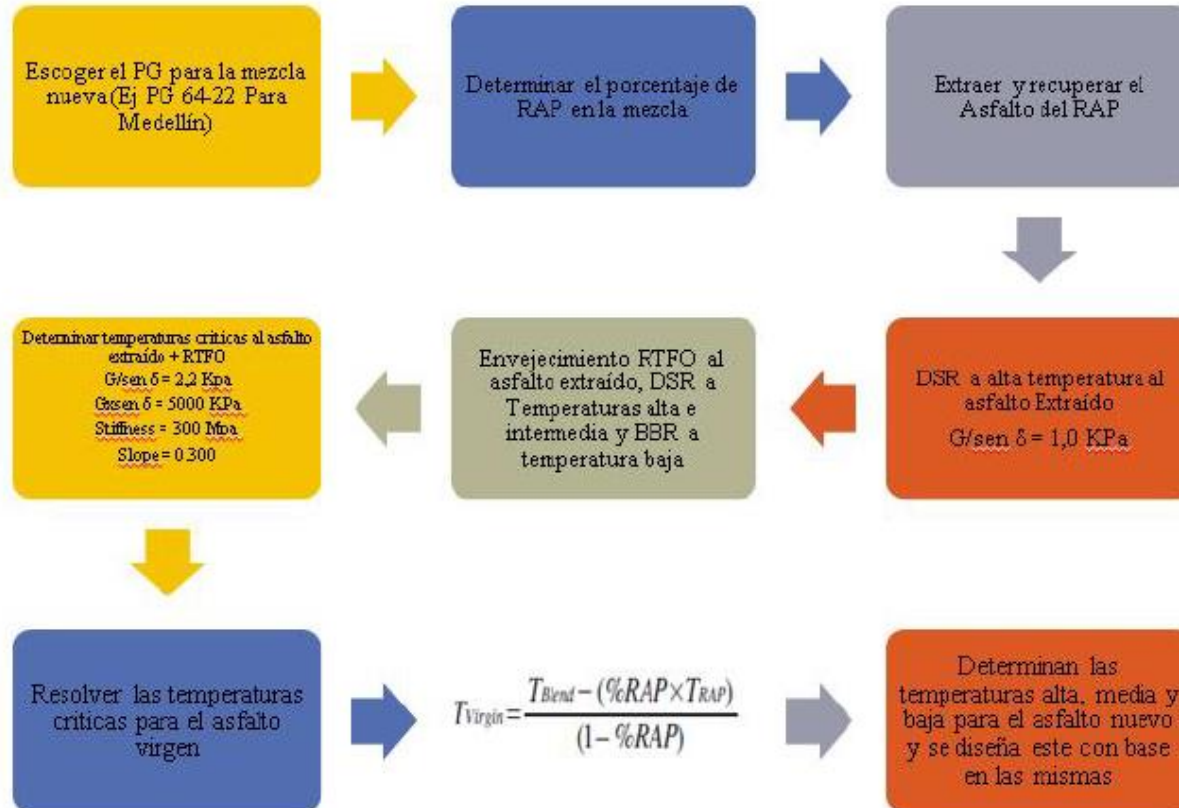 Escoger el PG para la mezcla
nueva(Ej PG 64-22 Para
Medellín)
Determinar el porcentaje de
RAP en la mezcla
Extraer y recuperar el
Asfalto del RAP
DSR a alta temperatura al
asfalto Extraído
G/sen δ = 1,0 KPa
Envejecimiento RTFO al
asfalto extraído, DSR a
Temperaturas alta e
intermedia y BBR a
temperatura baja
Determinar temperaturas criticas al asfalto
extraído + RTFO
G/sen δ = 2,2 Kpa
Gxsen δ = 5000 KPa
Stiffness = 300 Mpa
Slope = 0.300
Resolver las temperaturas
criticas para el asfalto
virgen
TVirgin = TBlend − (%RAP × TRAP) / (1 − %RAP)
Determinan las
temperaturas alta, media y
baja para el asfalto nuevo
y se diseña este con base
en las mismas